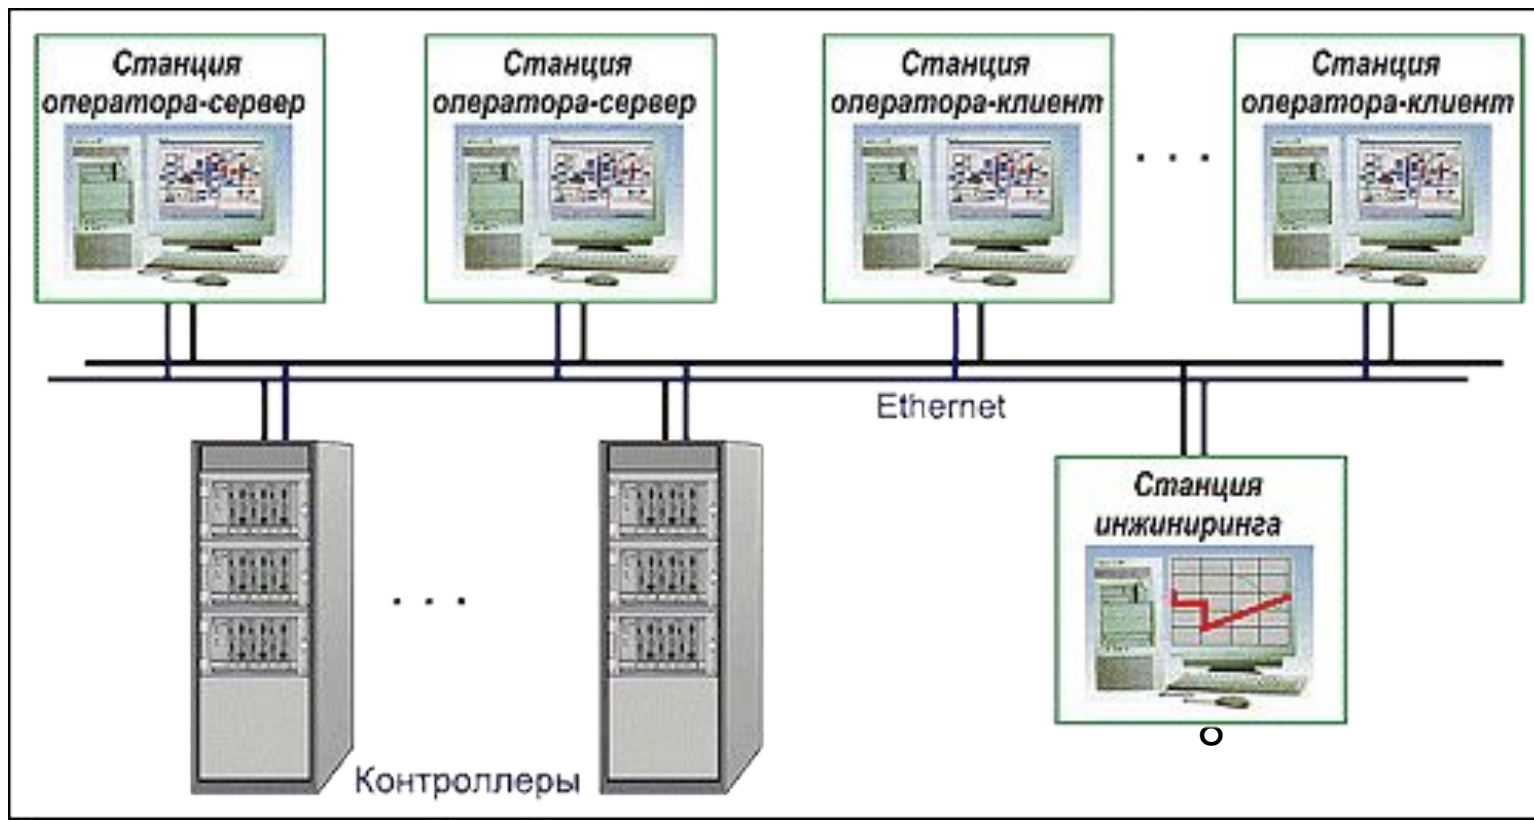 Станция
оператора-сервер
Станция
оператора-сервер
Станция
оператора-клиент
. . .
Станция
оператора-клиент
Ethernet
. . .
Контроллеры
Станция
инжиниринга